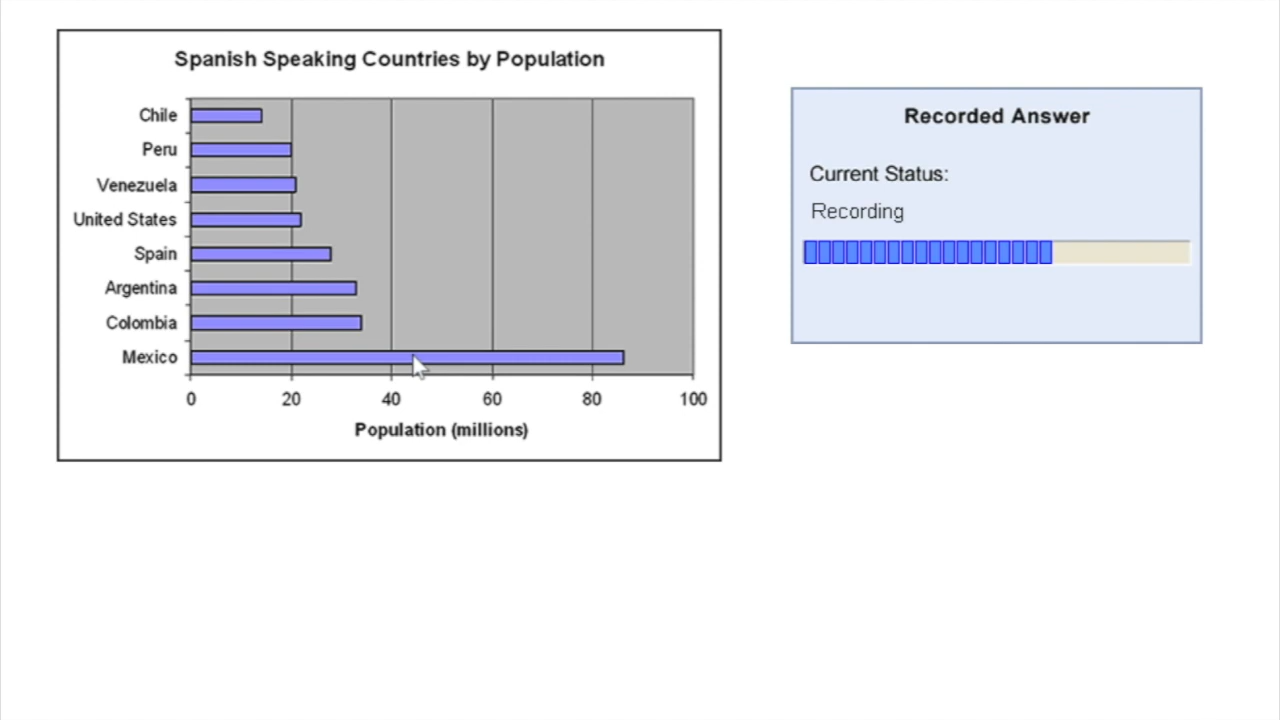 Spanish Speaking Countries by Population
Chile
Peru
Venezuela
United States
Spain
Argentina
Colombia
Mexico
0 20 40 60 80 100
Population (millions)
Recorded Answer
Current Status:
Recording